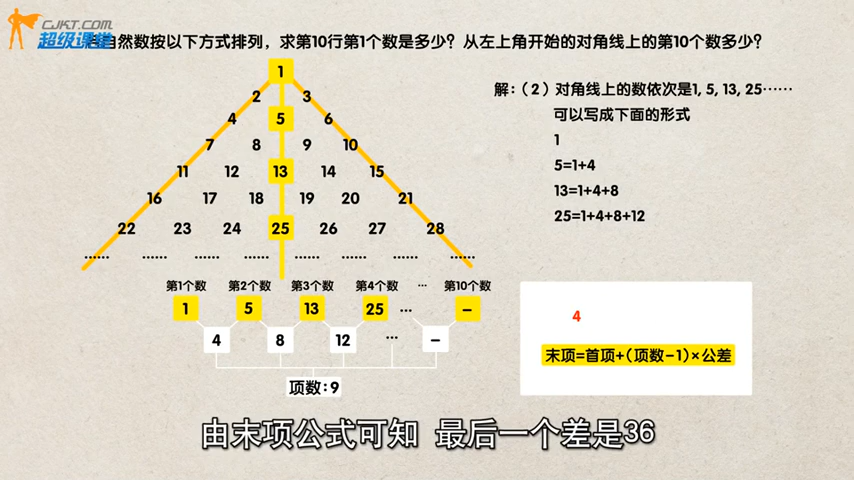 CJKT.COM
超级课堂
自然数按以下方式排列，求第10行第1个数是多少？从左上角开始的对角线上的第10个数多少？
1
2 3
4 5 6
7 8 9 10
11 12 13 14 15
16 17 18 19 20 21
22 23 24 25 26 27 28
…… …… …… …… …… …… ……
解：（2）对角线上的数依次是1, 5, 13, 25……
可以写成下面的形式
1
5=1+4
13=1+4+8
25=1+4+8+12
第1个数 第2个数 第3个数 第4个数 … 第10个数
1 5 13 25 … –
4 8 12 … –
项数：9
4
末项=首项+(项数–1)×公差
由末项公式可知 最后一个差是36